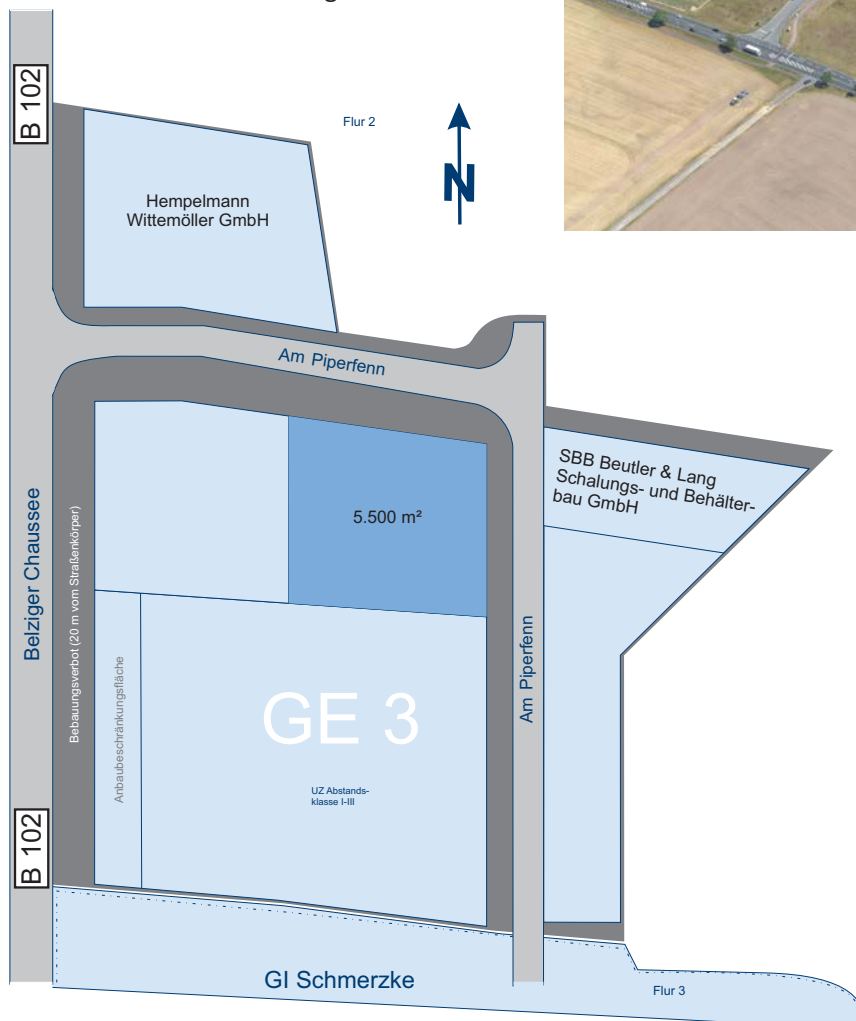 B 102
Flur 2
N
Hempelmann
Wittemöller GmbH
Am Piperfenn
SBB Beutler & Lang
Schalungs- und Behälter-
bau GmbH
5.500 m²
Belziger Chaussee
Bebauungsverbot (20 m vom Straßenkörper)
Anbaubeschränkungsfläche
GE 3
Am Piperfenn
UZ Abstands-
klasse I-III
B 102
GI Schmerzke
Flur 3